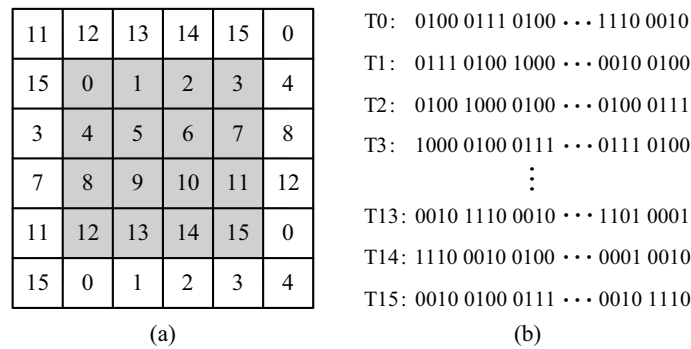 11 12 13 14 15 0
15 0 1 2 3 4
3 4 5 6 7 8
7 8 9 10 11 12
11 12 13 14 15 0
15 0 1 2 3 4
(a)
T0: 0100 0111 0100 ··· 1110 0010
T1: 0111 0100 1000 ··· 0010 0100
T2: 0100 1000 0100 ··· 0100 0111
T3: 1000 0100 0111 ··· 0111 0100
⋮
T13: 0010 1110 0010 ··· 1101 0001
T14: 1110 0010 0100 ··· 0001 0010
T15: 0010 0100 0111 ··· 0010 1110
(b)